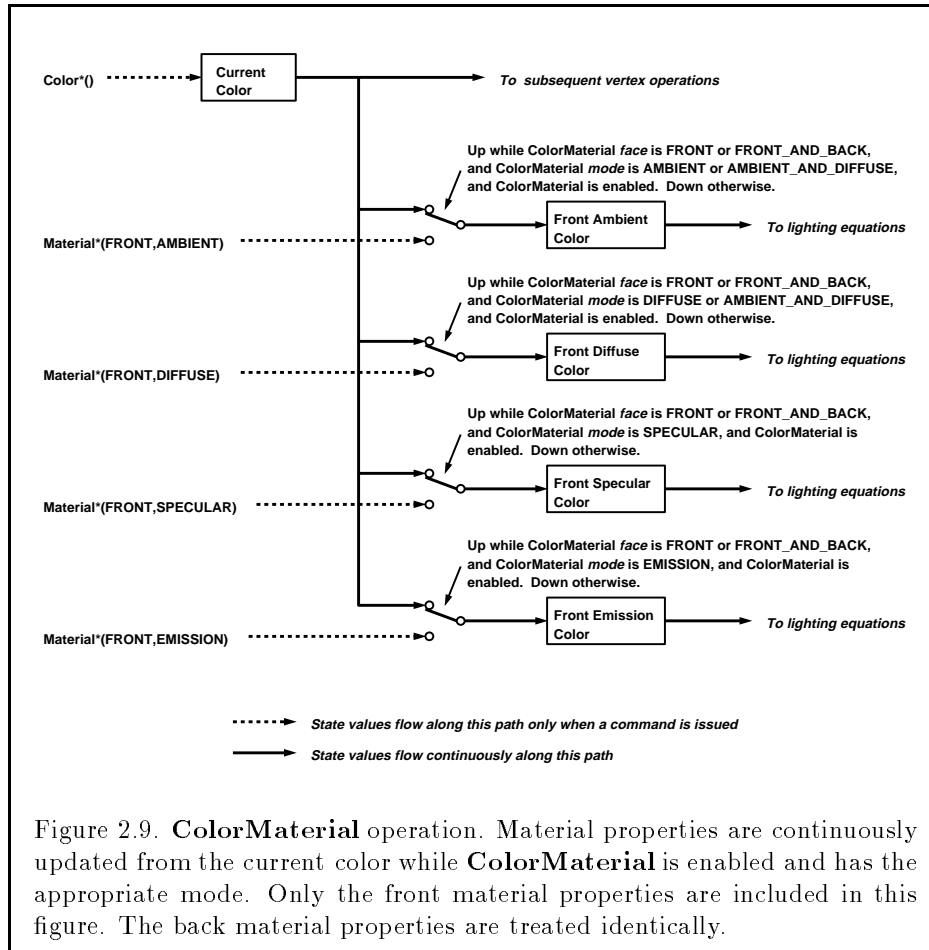 Color*()
Current
Color
To subsequent vertex operations
Up while ColorMaterial face is FRONT or FRONT_AND_BACK,
and ColorMaterial mode is AMBIENT or AMBIENT_AND_DIFFUSE,
and ColorMaterial is enabled. Down otherwise.
Material*(FRONT,AMBIENT)
Front Ambient
Color
To lighting equations
Up while ColorMaterial face is FRONT or FRONT_AND_BACK,
and ColorMaterial mode is DIFFUSE or AMBIENT_AND_DIFFUSE,
and ColorMaterial is enabled. Down otherwise.
Material*(FRONT,DIFFUSE)
Front Diffuse
Color
To lighting equations
Up while ColorMaterial face is FRONT or FRONT_AND_BACK,
and ColorMaterial mode is SPECULAR, and ColorMaterial is
enabled. Down otherwise.
Material*(FRONT,SPECULAR)
Front Specular
Color
To lighting equations
Up while ColorMaterial face is FRONT or FRONT_AND_BACK,
and ColorMaterial mode is EMISSION, and ColorMaterial is
enabled. Down otherwise.
Material*(FRONT,EMISSION)
Front Emission
Color
To lighting equations
State values flow along this path only when a command is issued
State values flow continuously along this path
Figure 2.9. ColorMaterial operation. Material properties are continuously
updated from the current color while ColorMaterial is enabled and has the
appropriate mode. Only the front material properties are included in this
figure. The back material properties are treated identically.